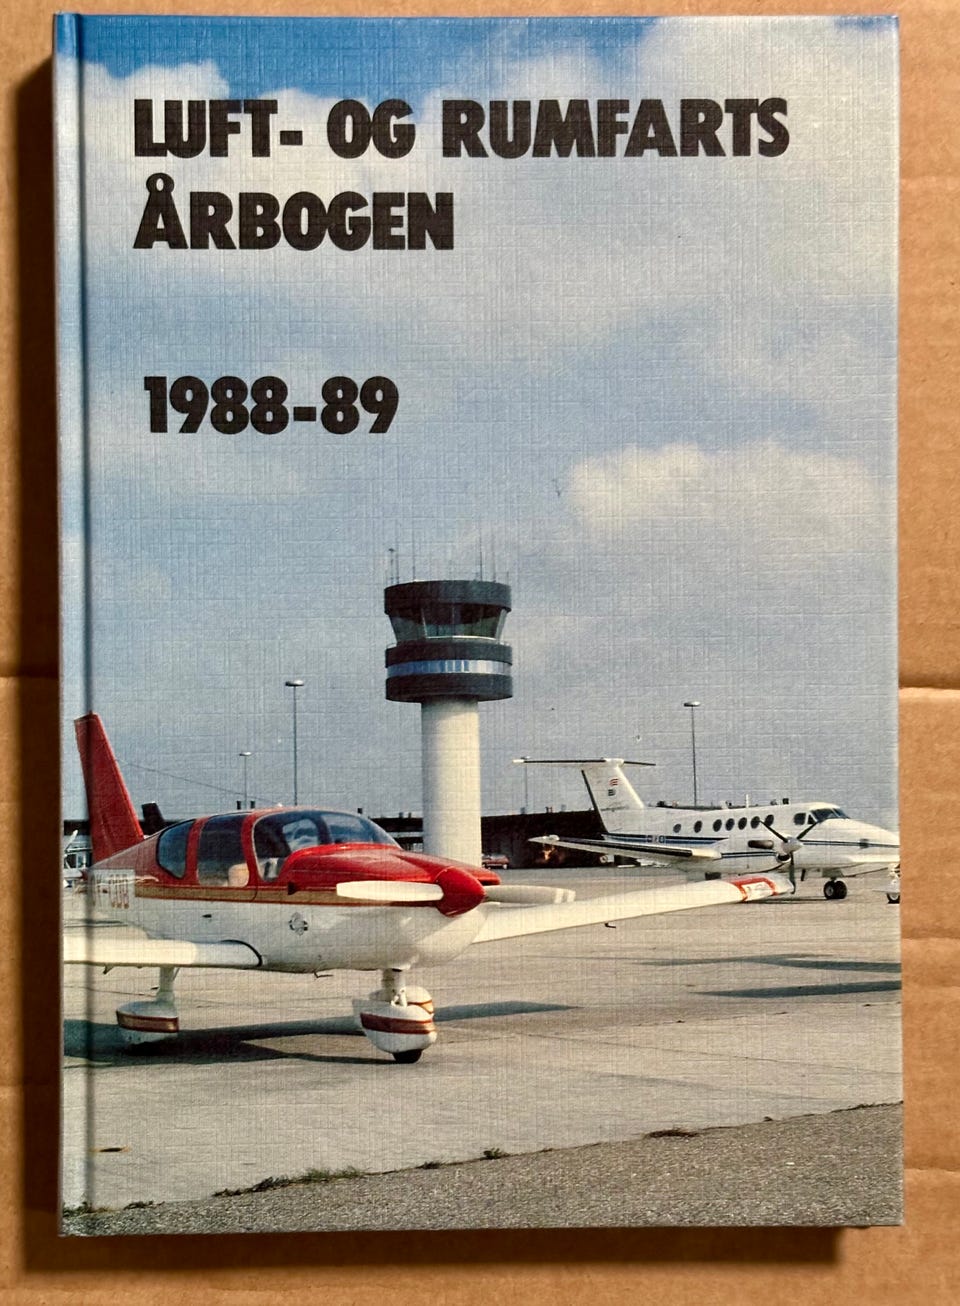 LUFT- OG RUMFARTS
ÅRBOGEN
1988-89